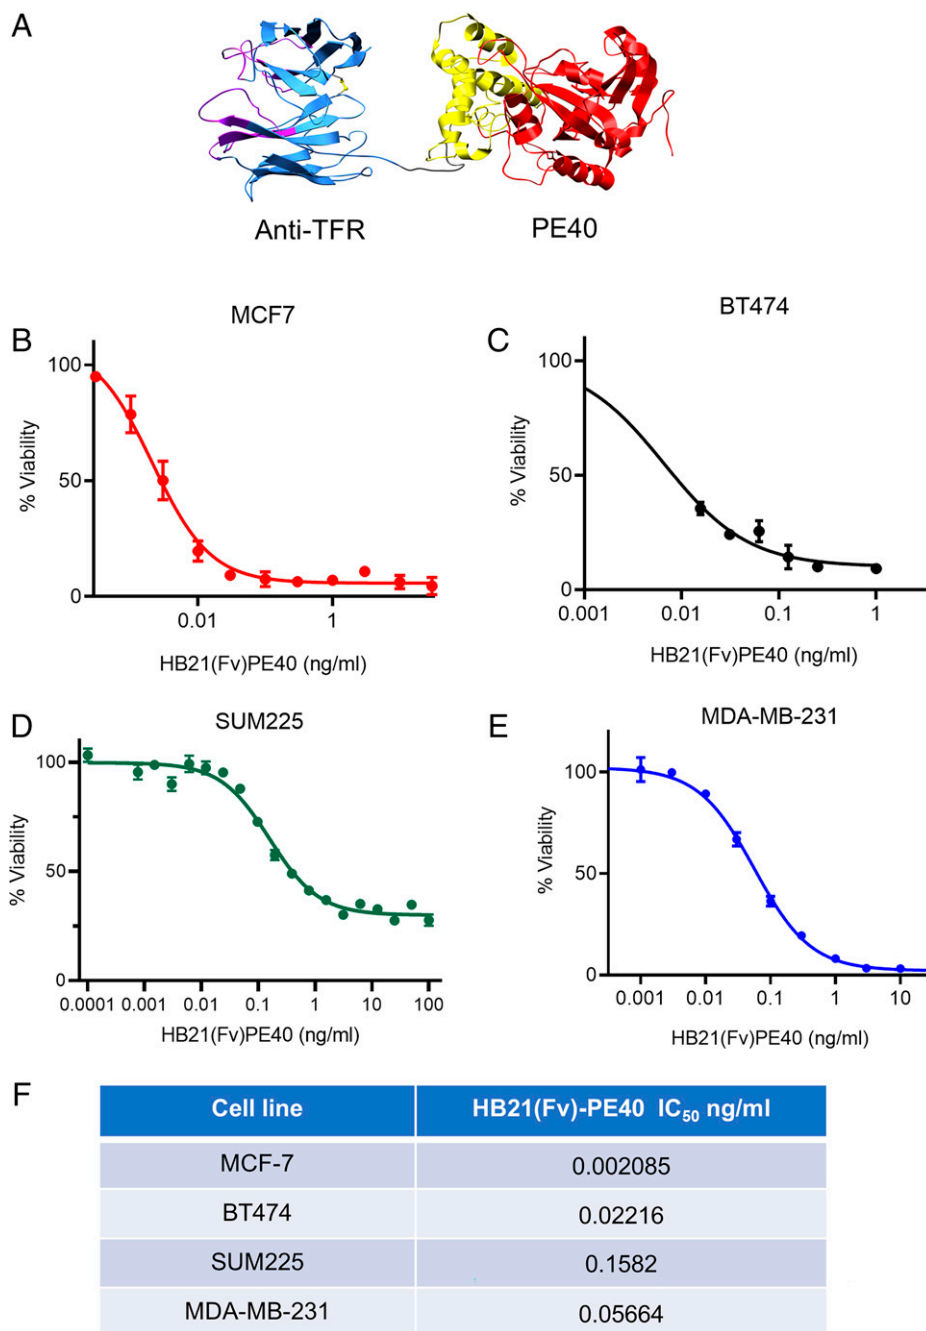 A
Anti-TFR
PE40
B
MCF7
% Viability
100
50
0
0.01
1
HB21(Fv)PE40 (ng/ml)
C
BT474
% Viability
100
50
0
0.001
0.01
0.1
1
HB21(Fv)PE40 (ng/ml)
D
SUM225
% Viability
100
50
0
0.0001
0.001
0.01
0.1
1
10
100
HB21(Fv)PE40 (ng/ml)
E
MDA-MB-231
% Viability
100
50
0
0.001
0.01
0.1
1
10
HB21(Fv)PE40 (ng/ml)
F
Cell line
HB21(Fv)-PE40 IC50 ng/ml
MCF-7
0.002085
BT474
0.02216
SUM225
0.1582
MDA-MB-231
0.05664